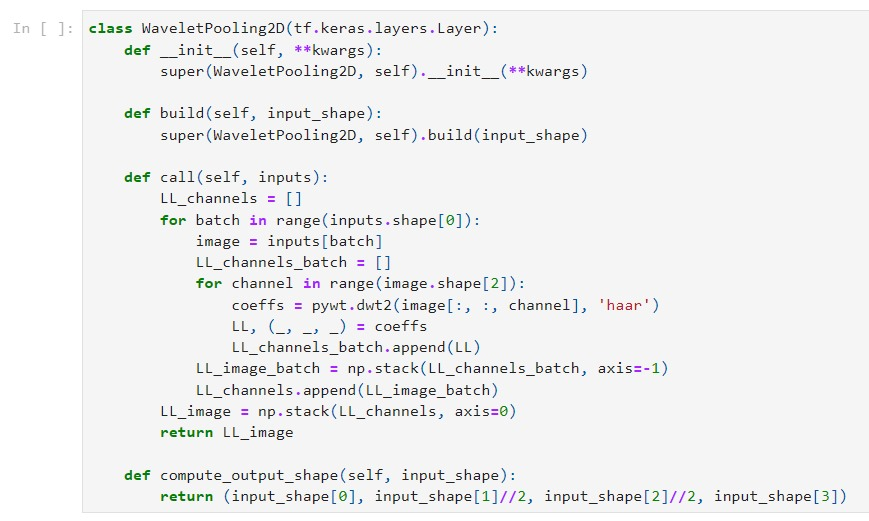 In [ ]: class WaveletPooling2D(tf.keras.layers.Layer):
    def __init__(self, **kwargs):
        super(WaveletPooling2D, self).__init__(**kwargs)

    def build(self, input_shape):
        super(WaveletPooling2D, self).build(input_shape)

    def call(self, inputs):
        LL_channels = []
        for batch in range(inputs.shape[0]):
            image = inputs[batch]
            LL_channels_batch = []
            for channel in range(image.shape[2]):
                coeffs = pywt.dwt2(image[:, :, channel], 'haar')
                LL, (_, _, _) = coeffs
                LL_channels_batch.append(LL)
            LL_image_batch = np.stack(LL_channels_batch, axis=-1)
            LL_channels.append(LL_image_batch)
        LL_image = np.stack(LL_channels, axis=0)
        return LL_image

    def compute_output_shape(self, input_shape):
        return (input_shape[0], input_shape[1]//2, input_shape[2]//2, input_shape[3])